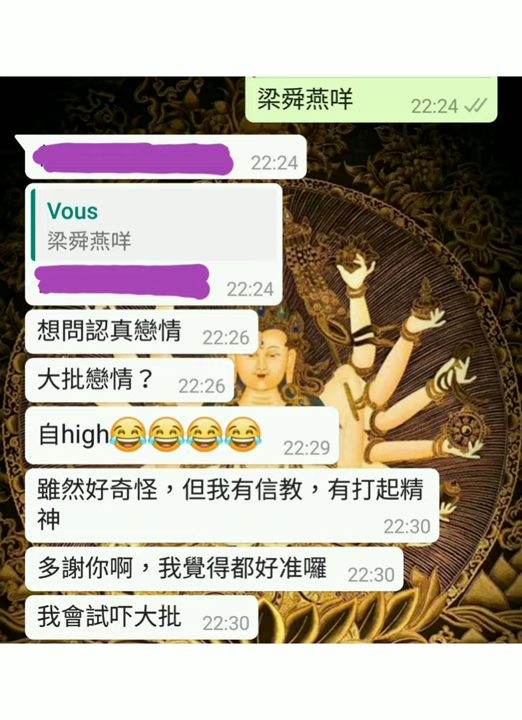 梁舜燕咩 22:24
22:24
Vous
梁舜燕咩
22:24
想問認真戀情 22:26
大批戀情？ 22:26
自high😂😂😂😂 22:29
雖然好奇怪，但我有信教，有打起精
神 22:30
多謝你啊，我覺得都好准囉 22:30
我會試吓大批 22:30